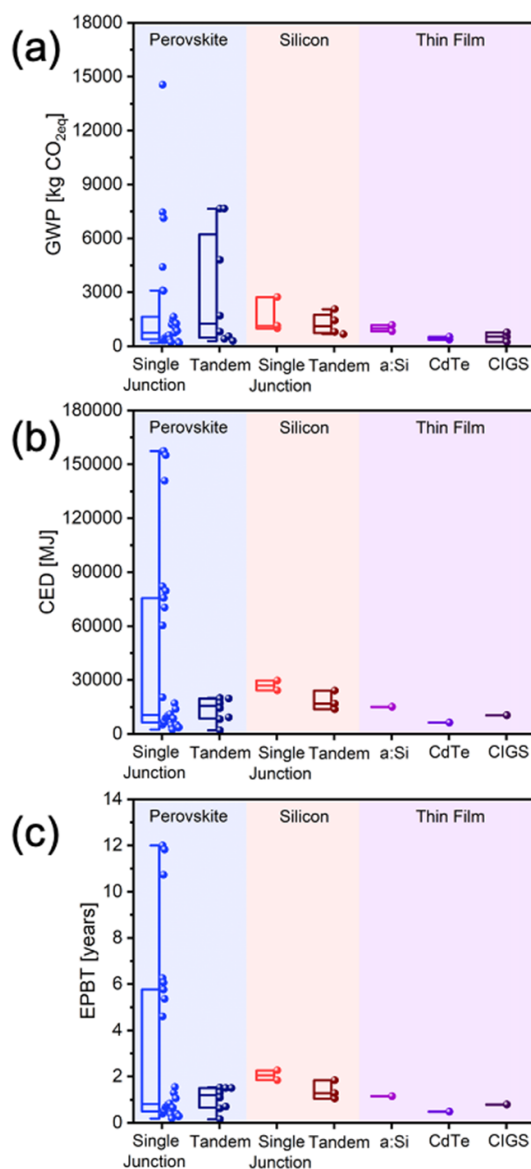 (a)
Perovskite Silicon Thin Film
18000
15000
12000
9000
6000
3000
0
GWP [kg CO2eq]
Single Junction Tandem Single Junction Tandem a:Si CdTe CIGS
(b)
Perovskite Silicon Thin Film
180000
150000
120000
90000
60000
30000
0
CED [MJ]
Single Junction Tandem Single Junction Tandem a:Si CdTe CIGS
(c)
Perovskite Silicon Thin Film
14
12
10
8
6
4
2
0
EPBT [years]
Single Junction Tandem Single Junction Tandem a:Si CdTe CIGS